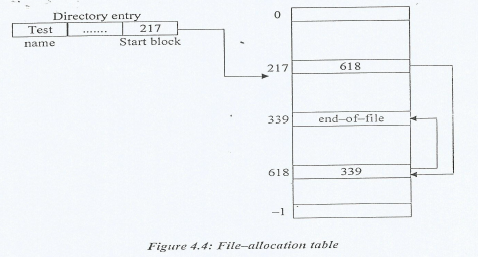 Directory entry
Test ....... 217
name Start block
0
217 618
339 end–of–file
618 339
–1
Figure 4.4: File–allocation table